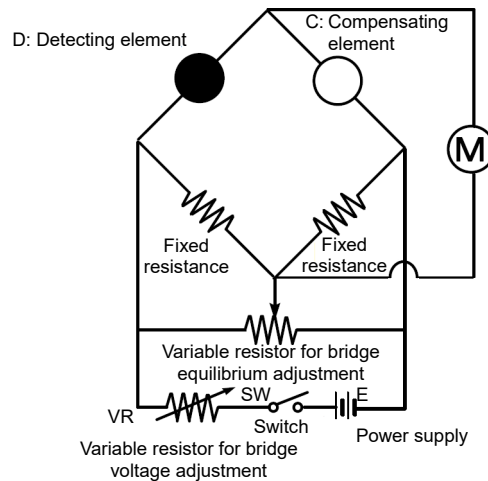 D: Detecting element
C: Compensating
element
M
Fixed
resistance
Fixed
resistance
Variable resistor for bridge
equilibrium adjustment
VR
SW
E
Switch
Power supply
Variable resistor for bridge
voltage adjustment